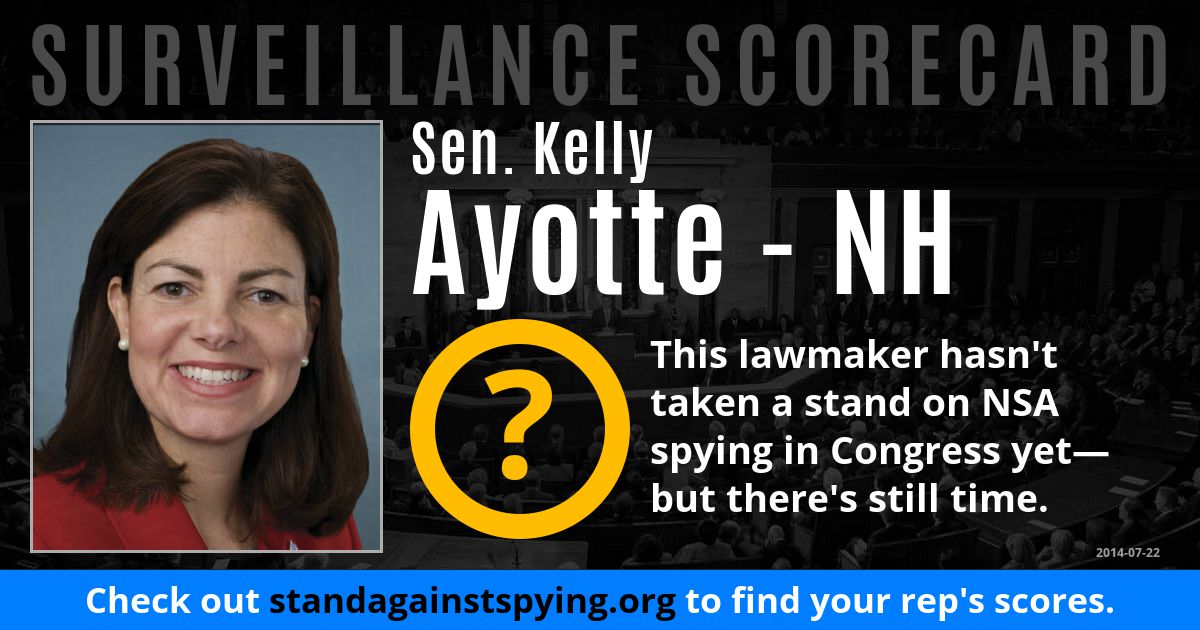 SURVEILLANCE SCORECARD
Sen. Kelly
Ayotte - NH
?
This lawmaker hasn't
taken a stand on NSA
spying in Congress yet—
but there's still time.
2014-07-22
Check out standagainstspying.org to find your rep's scores.